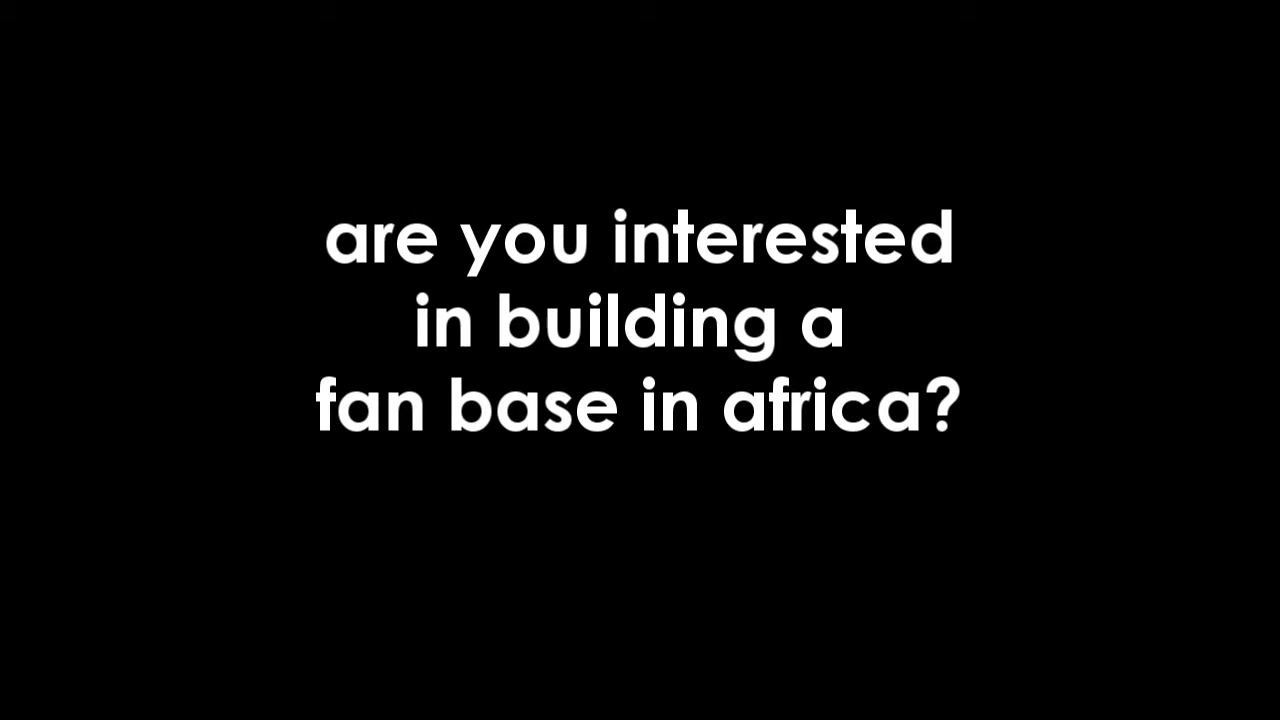 are you interested
in building a
fan base in africa?